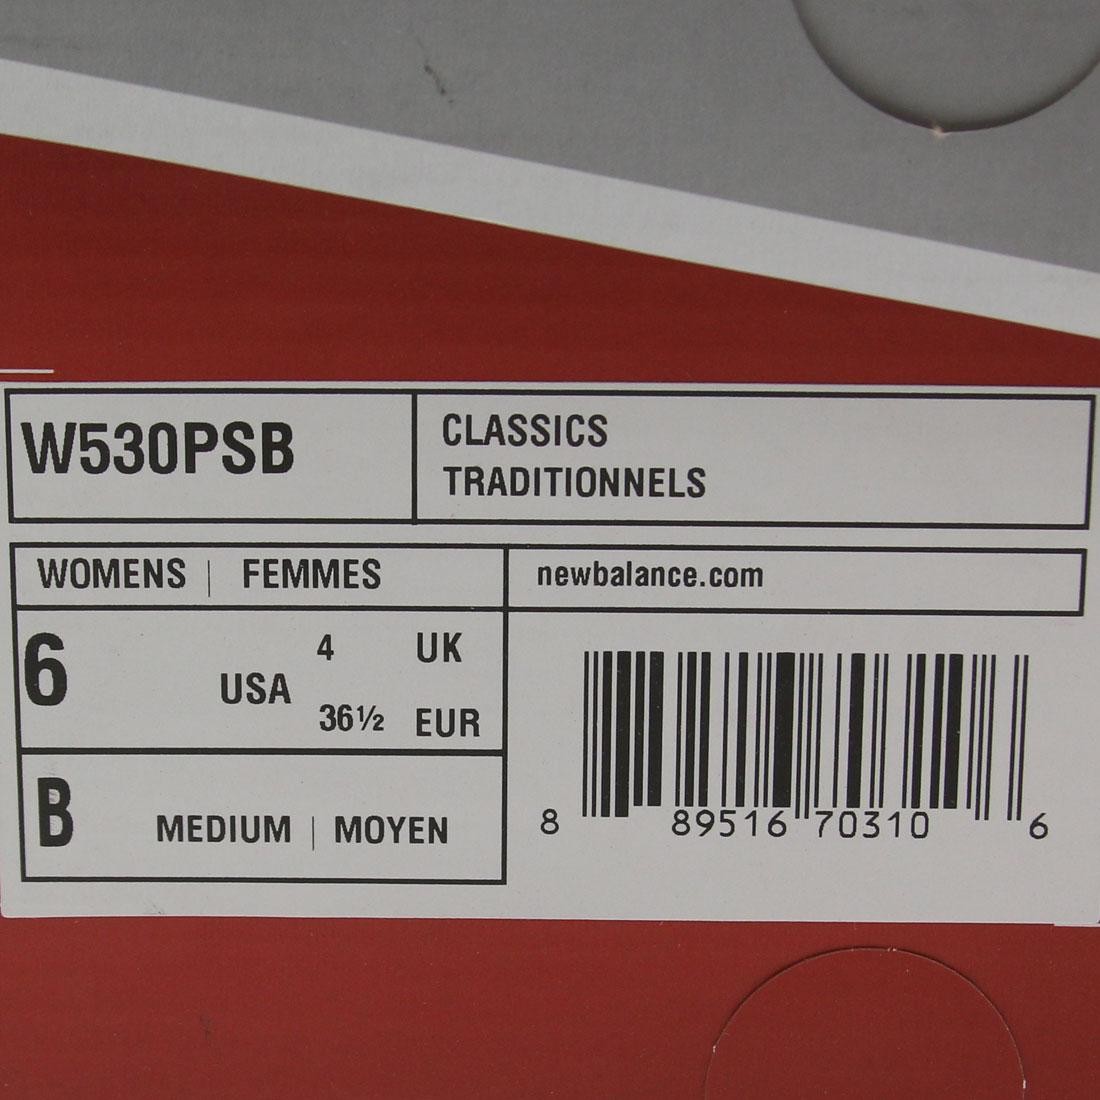 W530PSB
CLASSICS
TRADITIONNELS
WOMENS | FEMMES
newbalance.com
6 USA
4 UK
36½ EUR
B MEDIUM | MOYEN
8 89516 70310 6